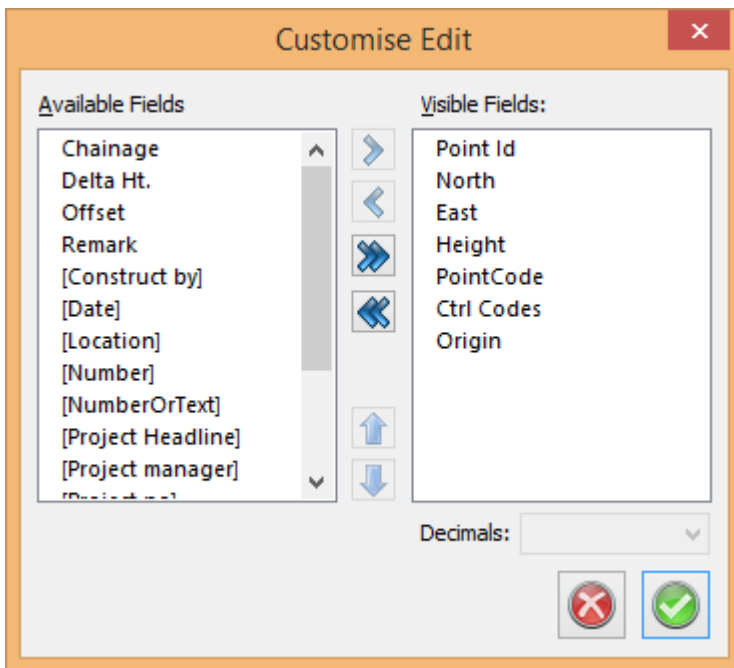 Customise Edit
Available Fields
Chainage
Delta Ht.
Offset
Remark
[Construct by]
[Date]
[Location]
[Number]
[NumberOrText]
[Project Headline]
[Project manager]
Visible Fields:
Point Id
North
East
Height
PointCode
Ctrl Codes
Origin
Decimals: